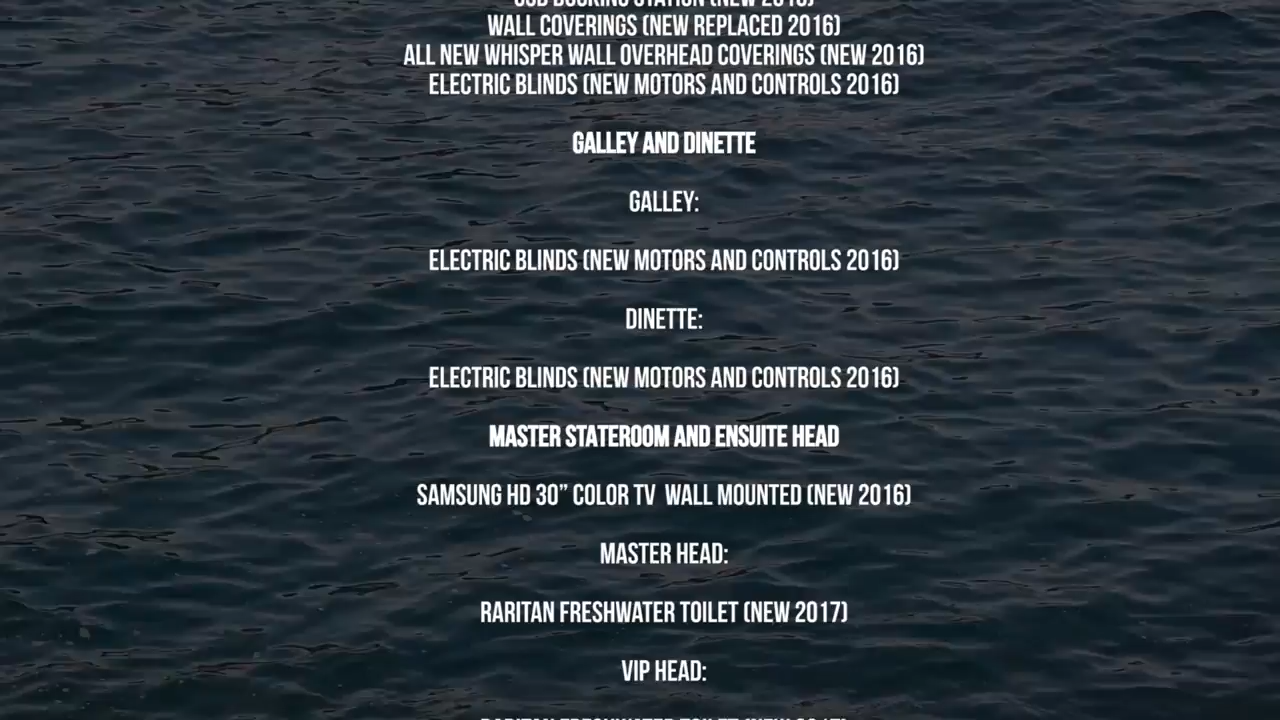 WALL COVERINGS (NEW REPLACED 2016)
ALL NEW WHISPER WALL OVERHEAD COVERINGS (NEW 2016)
ELECTRIC BLINDS (NEW MOTORS AND CONTROLS 2016)
GALLEY AND DINETTE
GALLEY:
ELECTRIC BLINDS (NEW MOTORS AND CONTROLS 2016)
DINETTE:
ELECTRIC BLINDS (NEW MOTORS AND CONTROLS 2016)
MASTER STATEROOM AND ENSUITE HEAD
SAMSUNG HD 30” COLOR TV  WALL MOUNTED (NEW 2016)
MASTER HEAD:
RARITAN FRESHWATER TOILET (NEW 2017)
VIP HEAD: